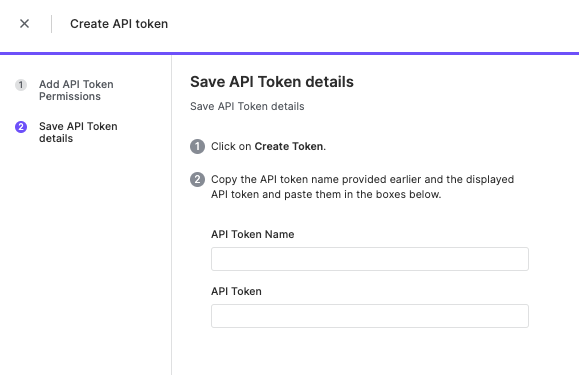 Create API token
1 Add API Token
Permissions
2 Save API Token
details
Save API Token details
Save API Token details
1 Click on Create Token.
2 Copy the API token name provided earlier and the displayed
API token and paste them in the boxes below.
API Token Name
API Token